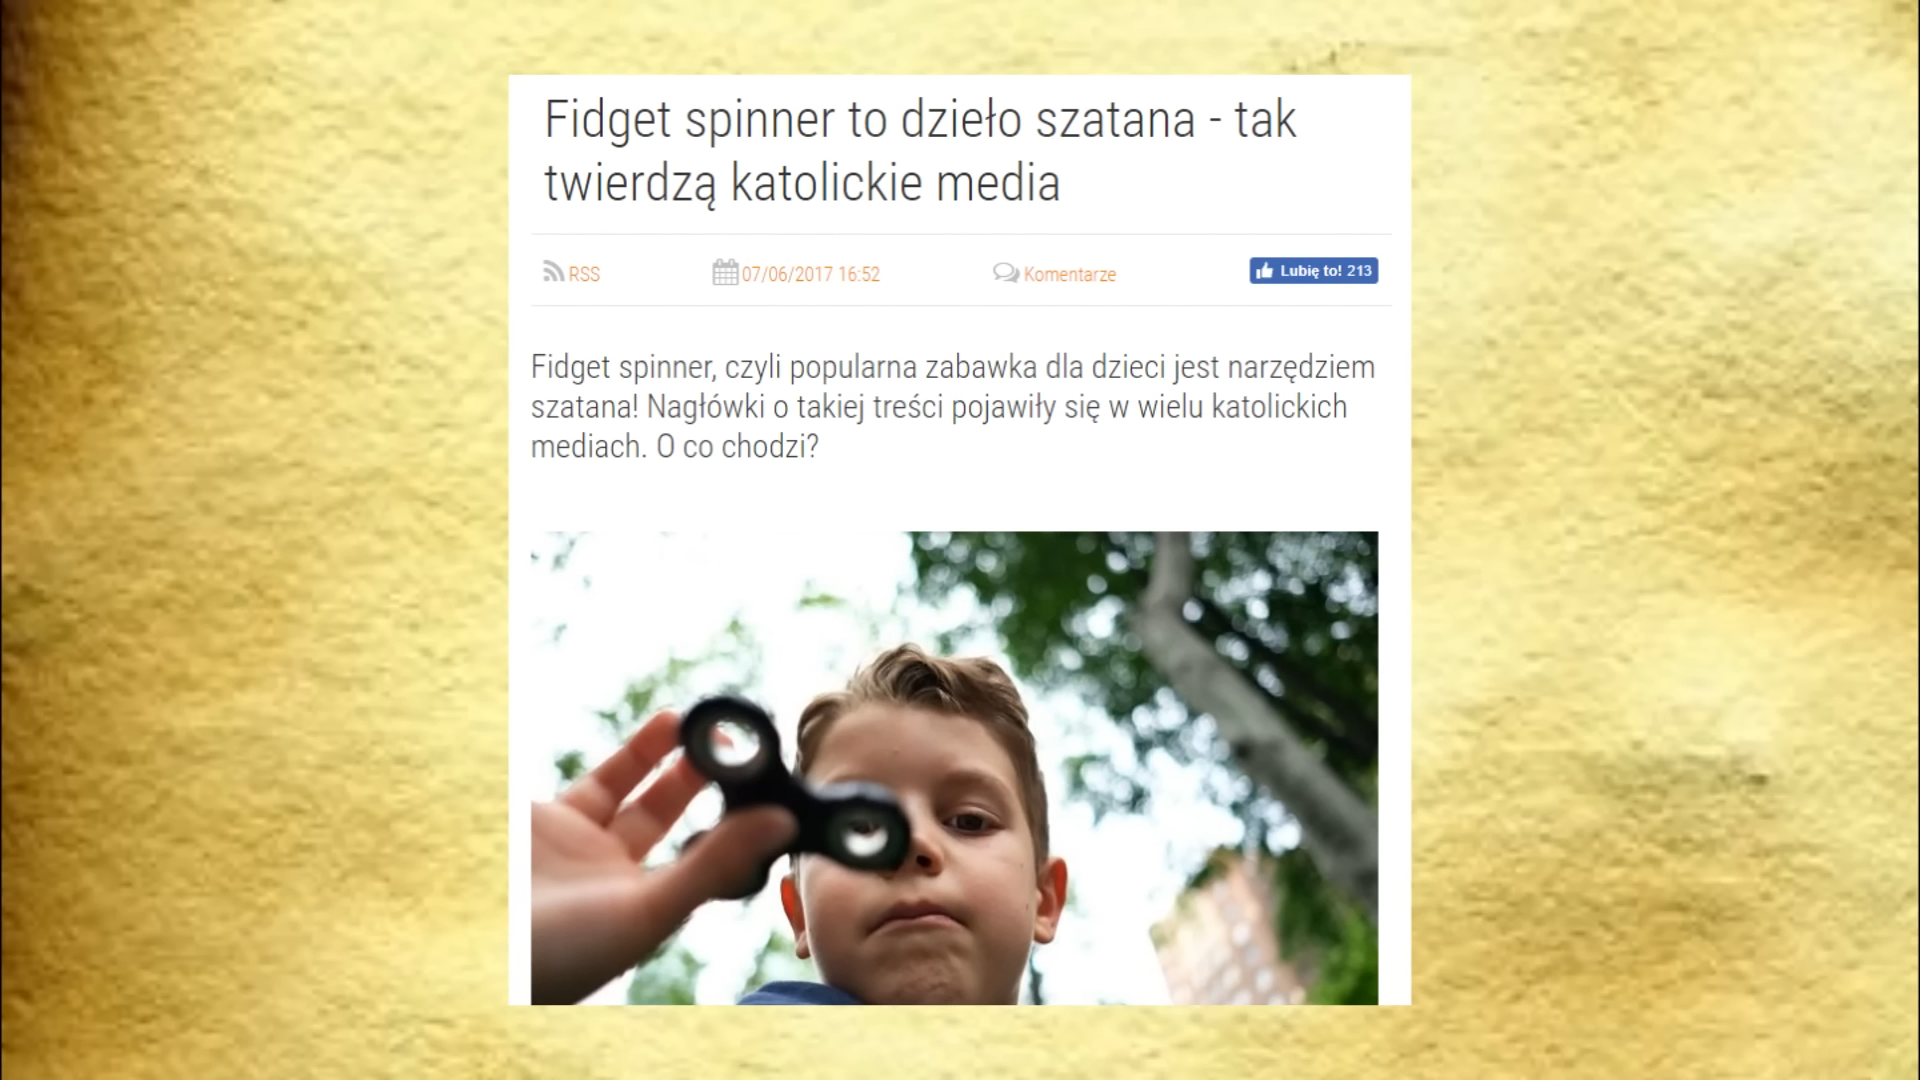 Fidget spinner to dzieło szatana - tak
twierdzą katolickie media
RSS
07/06/2017 16:52
Komentarze
Lubię to! 213
Fidget spinner, czyli popularna zabawka dla dzieci jest narzędziem
szatana! Nagłówki o takiej treści pojawiły się w wielu katolickich
mediach. O co chodzi?